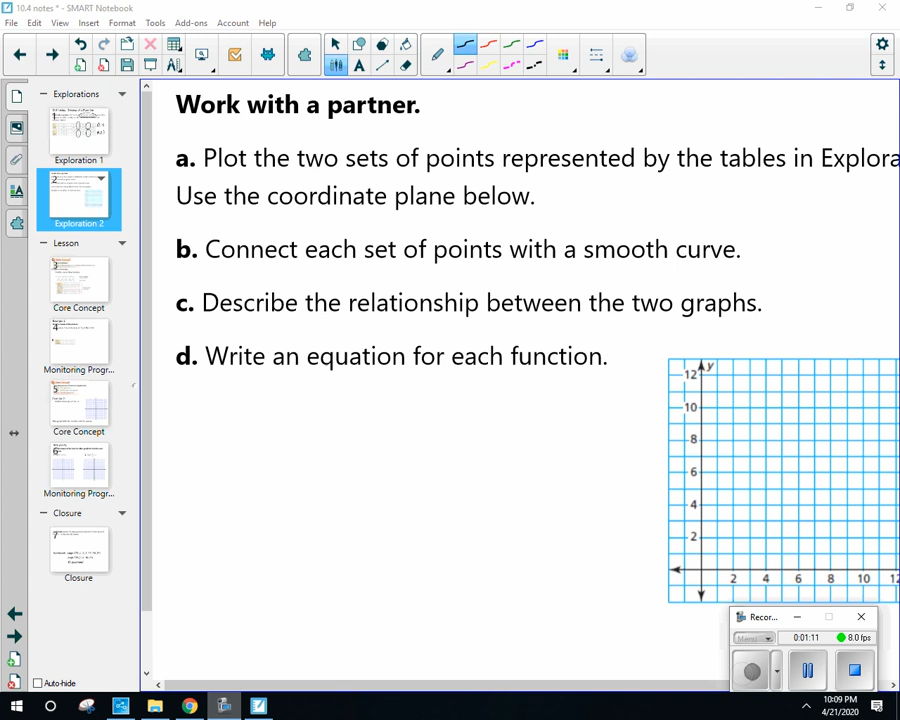 10.4 notes * - SMART Notebook
File Edit View Insert Format Tools Add-ons Account Help
Explorations
Exploration 1
Exploration 2
Lesson
Core Concept
Monitoring Progr...
Core Concept
Monitoring Progr...
Closure
Closure
Auto-hide
Work with a partner.
a. Plot the two sets of points represented by the tables in Explora
Use the coordinate plane below.
b. Connect each set of points with a smooth curve.
c. Describe the relationship between the two graphs.
d. Write an equation for each function.
y
12
10
8
6
4
2
2 4 6 8 10 12
Recor...
Menu 0:01:11 8.0 fps
10:09 PM
4/21/2020